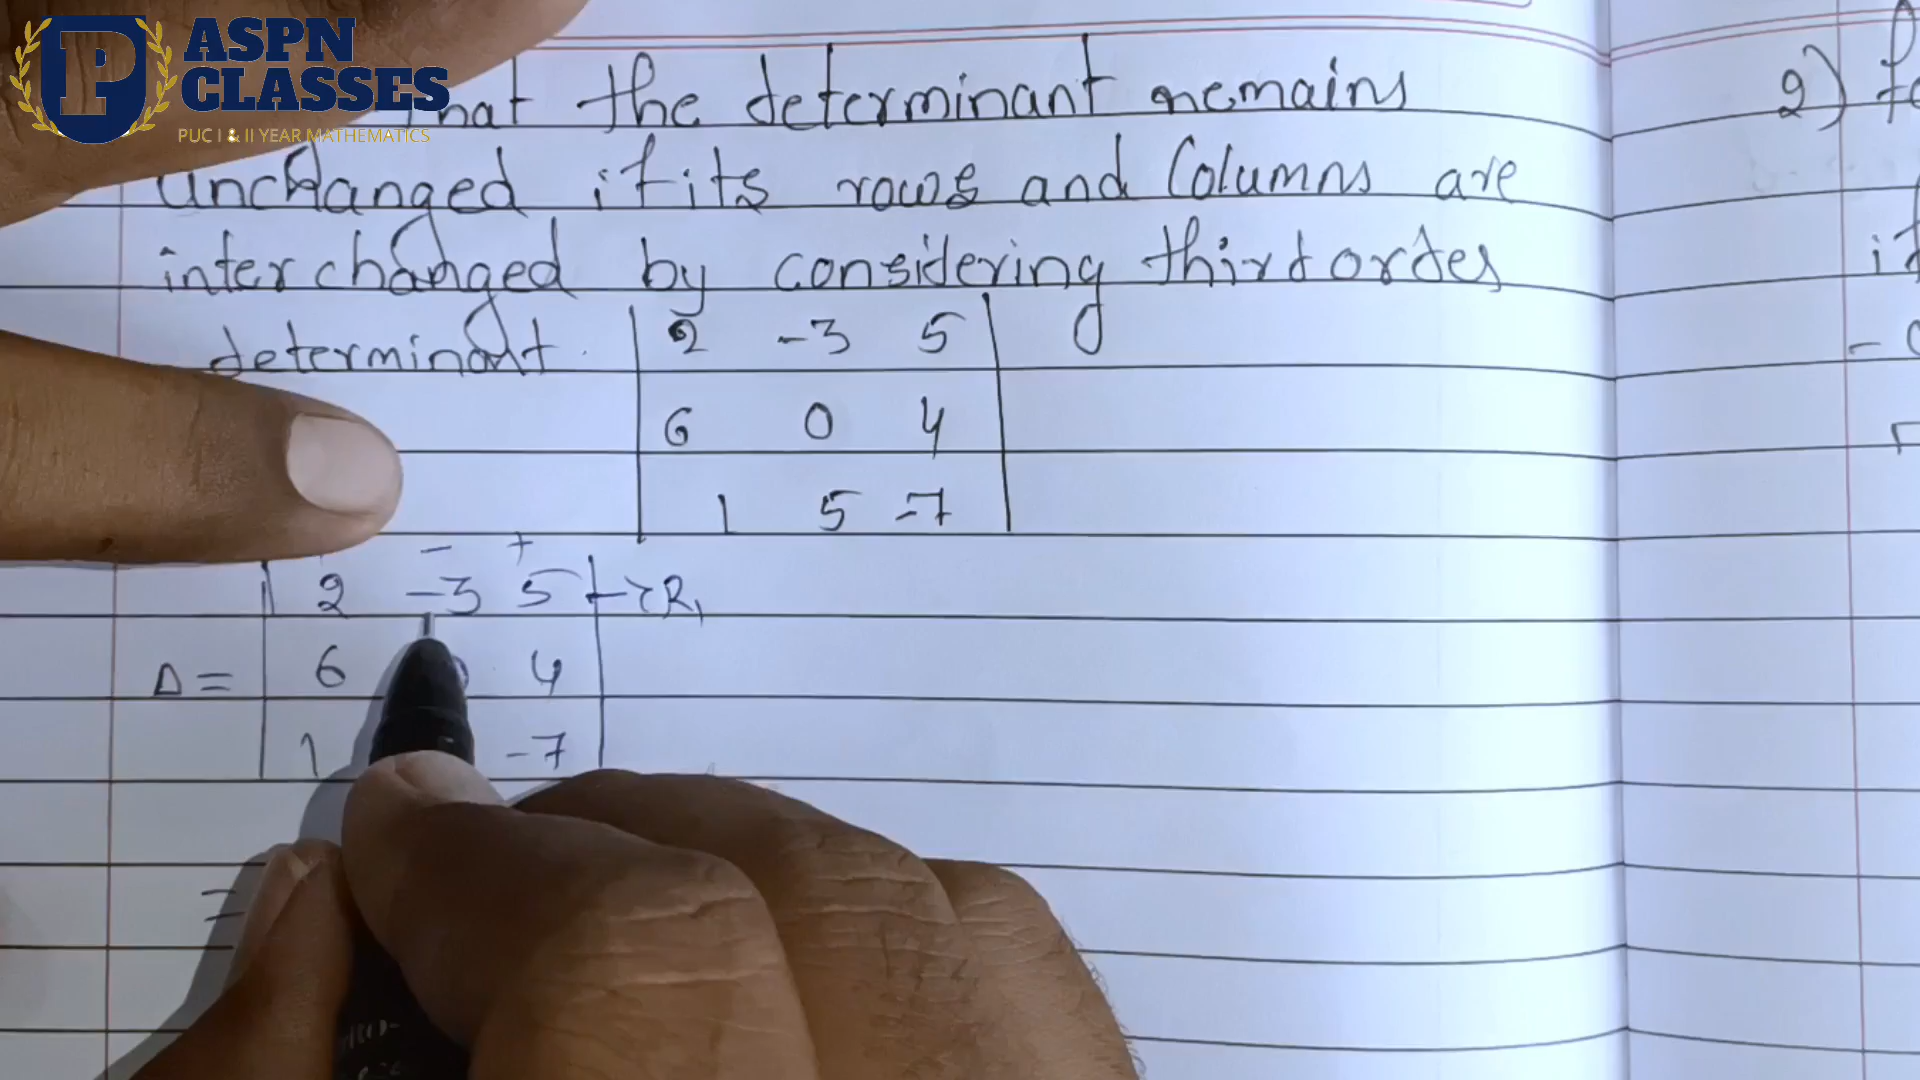 ASPN
CLASSES
PUC I & II YEAR MATHEMATICS
that the determinant remains
unchanged if its rows and Columns are
interchanged by considering third order
determinant.
2 -3 5
6 0 4
1 5 -7
2)
- +
2 -3 5 → R₁
Δ = 6 4
1 -7
=